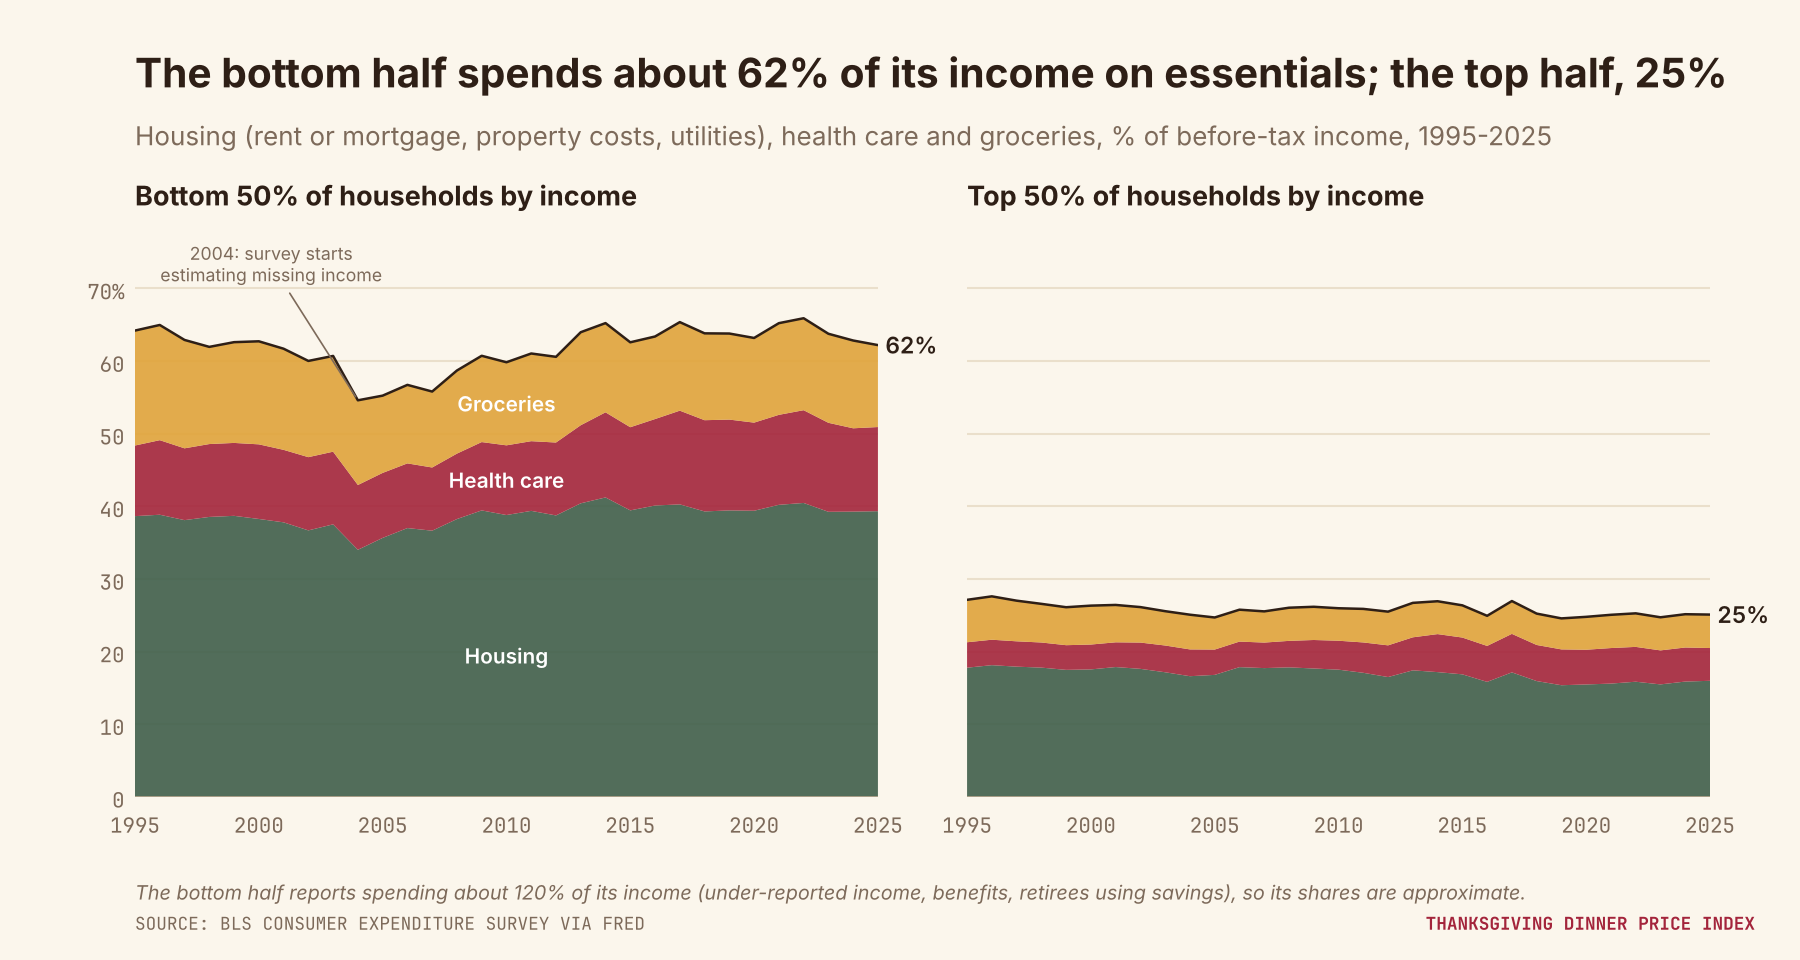 The bottom half spends about 62% of its income on essentials; the top half, 25%
Housing (rent or mortgage, property costs, utilities), health care and groceries, % of before-tax income, 1995-2025
Bottom 50% of households by income
2004: survey starts
estimating missing income
70%
60
50
40
30
20
10
0
62%
Groceries
Health care
Housing
1995 2000 2005 2010 2015 2020 2025
Top 50% of households by income
25%
1995 2000 2005 2010 2015 2020 2025
The bottom half reports spending about 120% of its income (under-reported income, benefits, retirees using savings), so its shares are approximate.
SOURCE: BLS CONSUMER EXPENDITURE SURVEY VIA FRED
THANKSGIVING DINNER PRICE INDEX